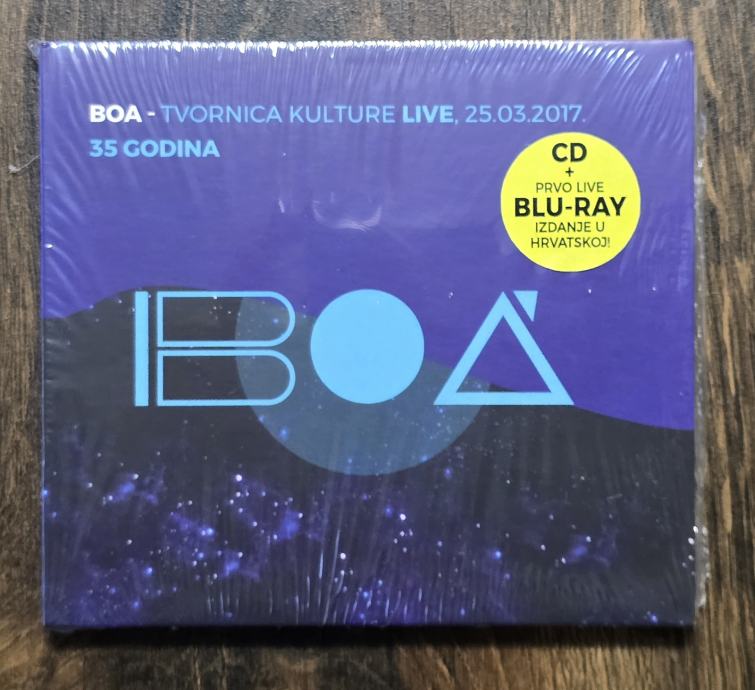 BOA - TVORNICA KULTURE LIVE, 25.03.2017.
35 GODINA
CD
+
PRVO LIVE
BLU-RAY
IZDANJE U
HRVATSKOJ!
BOA